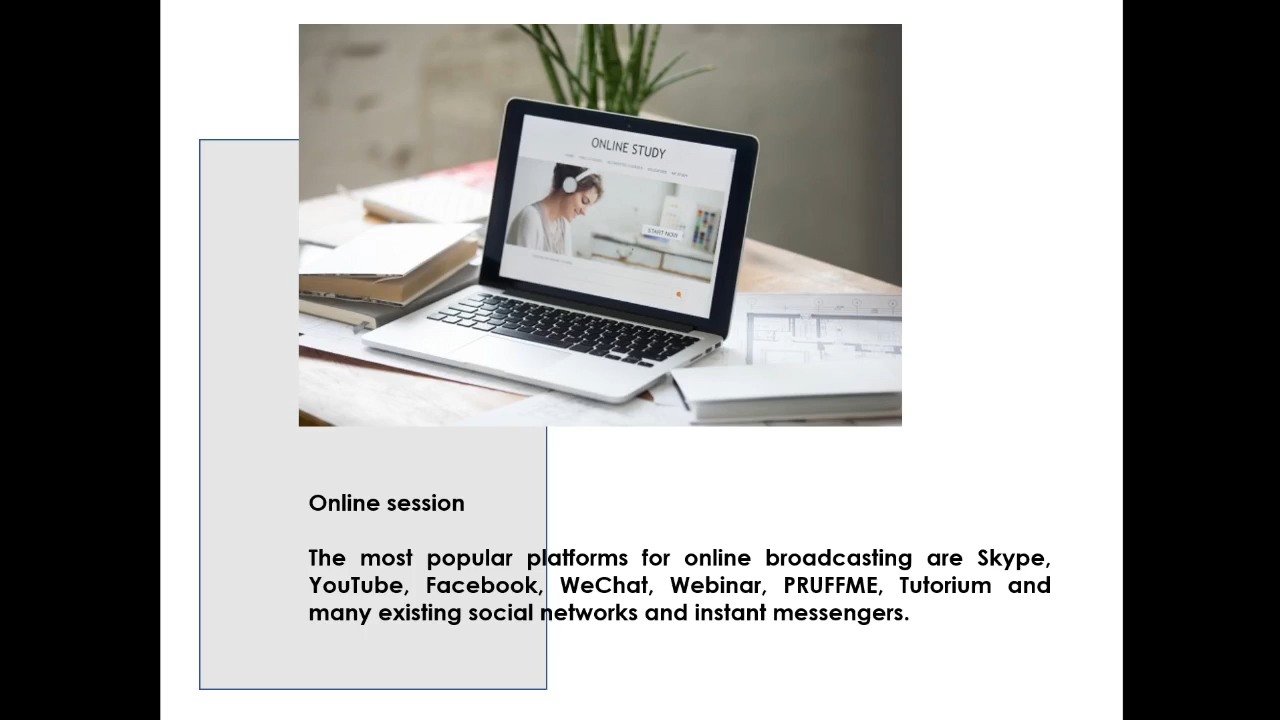 ONLINE STUDY
START NOW
Online session
The most popular platforms for online broadcasting are Skype,
YouTube, Facebook, WeChat, Webinar, PRUFFME, Tutorium and
many existing social networks and instant messengers.